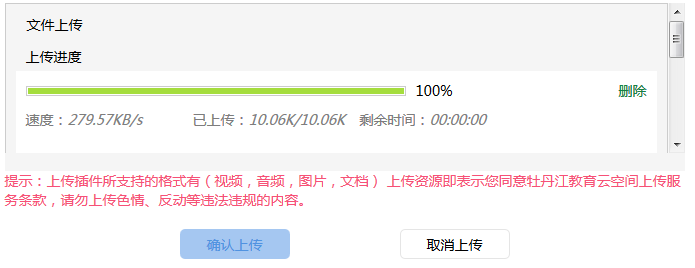 文件上传
上传进度
100% 删除
速度：279.57KB/s 已上传：10.06K/10.06K 剩余时间：00:00:00
提示：上传插件所支持的格式有（视频，音频，图片，文档） 上传资源即表示您同意牡丹江教育云空间上传服
务条款，请勿上传色情、反动等违法违规的内容。
确认上传 取消上传